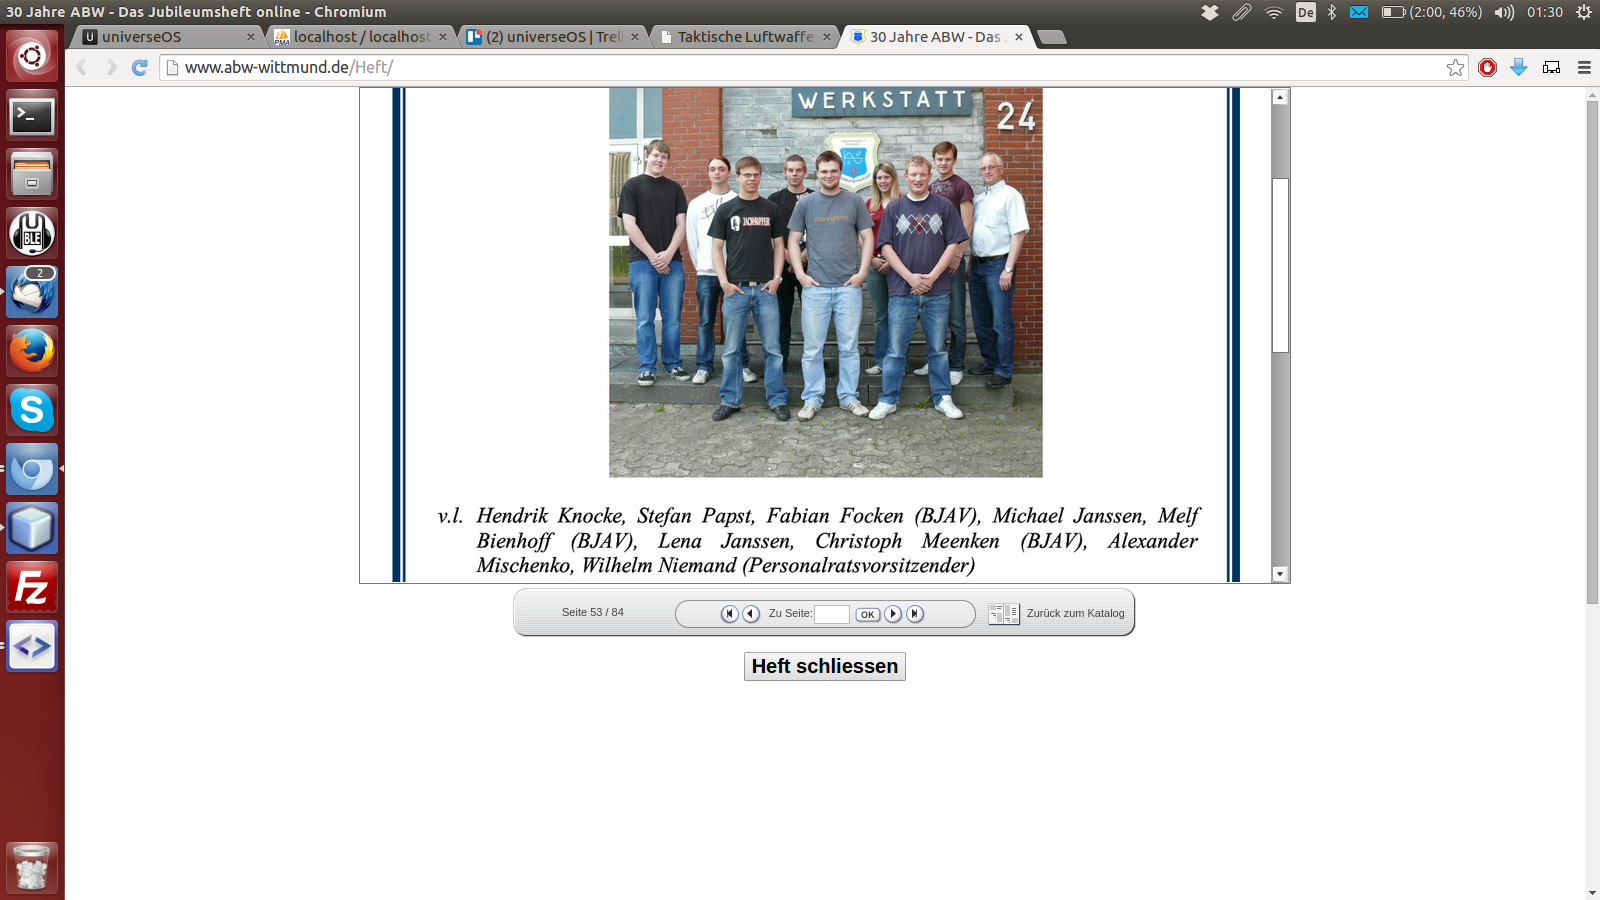 30 Jahre ABW - Das Jubileumsheft online - Chromium
De
(2:00, 46%)
01:30
universeOS
localhost / localhost
(2) universeOS | Trell
Taktische Luftwaffe
30 Jahre ABW - Das
www.abw-wittmund.de/Heft/
WERKSTATT
24
v.l. Hendrik Knocke, Stefan Papst, Fabian Focken (BJAV), Michael Janssen, Melf
Bienhoff (BJAV), Lena Janssen, Christoph Meenken (BJAV), Alexander
Mischenko, Wilhelm Niemand (Personalratsvorsitzender)
Seite 53 / 84
Zu Seite:
OK
Zurück zum Katalog
Heft schliessen
U
BLE
2